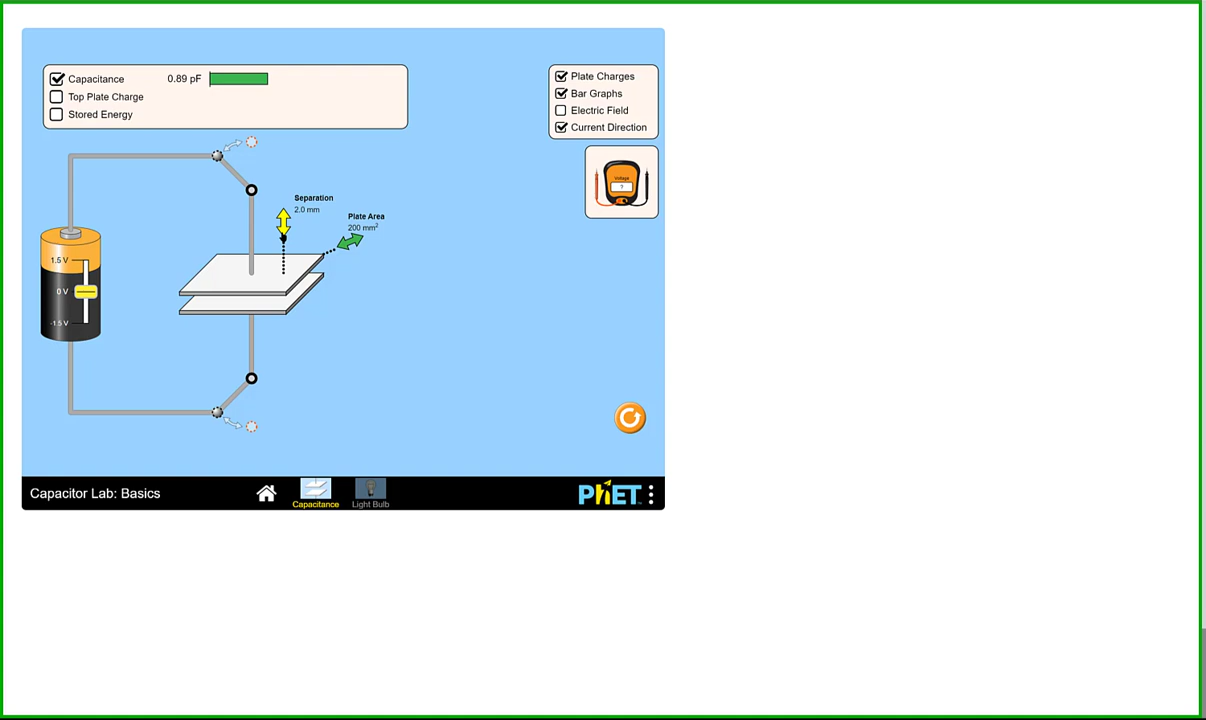 Capacitance 0.89 pF
Top Plate Charge
Stored Energy
Plate Charges
Bar Graphs
Electric Field
Current Direction
Voltage
?
Separation
2.0 mm
Plate Area
200 mm²
1.5 V
0 V
-1.5 V
Capacitor Lab: Basics
Capacitance
Light Bulb
PhET